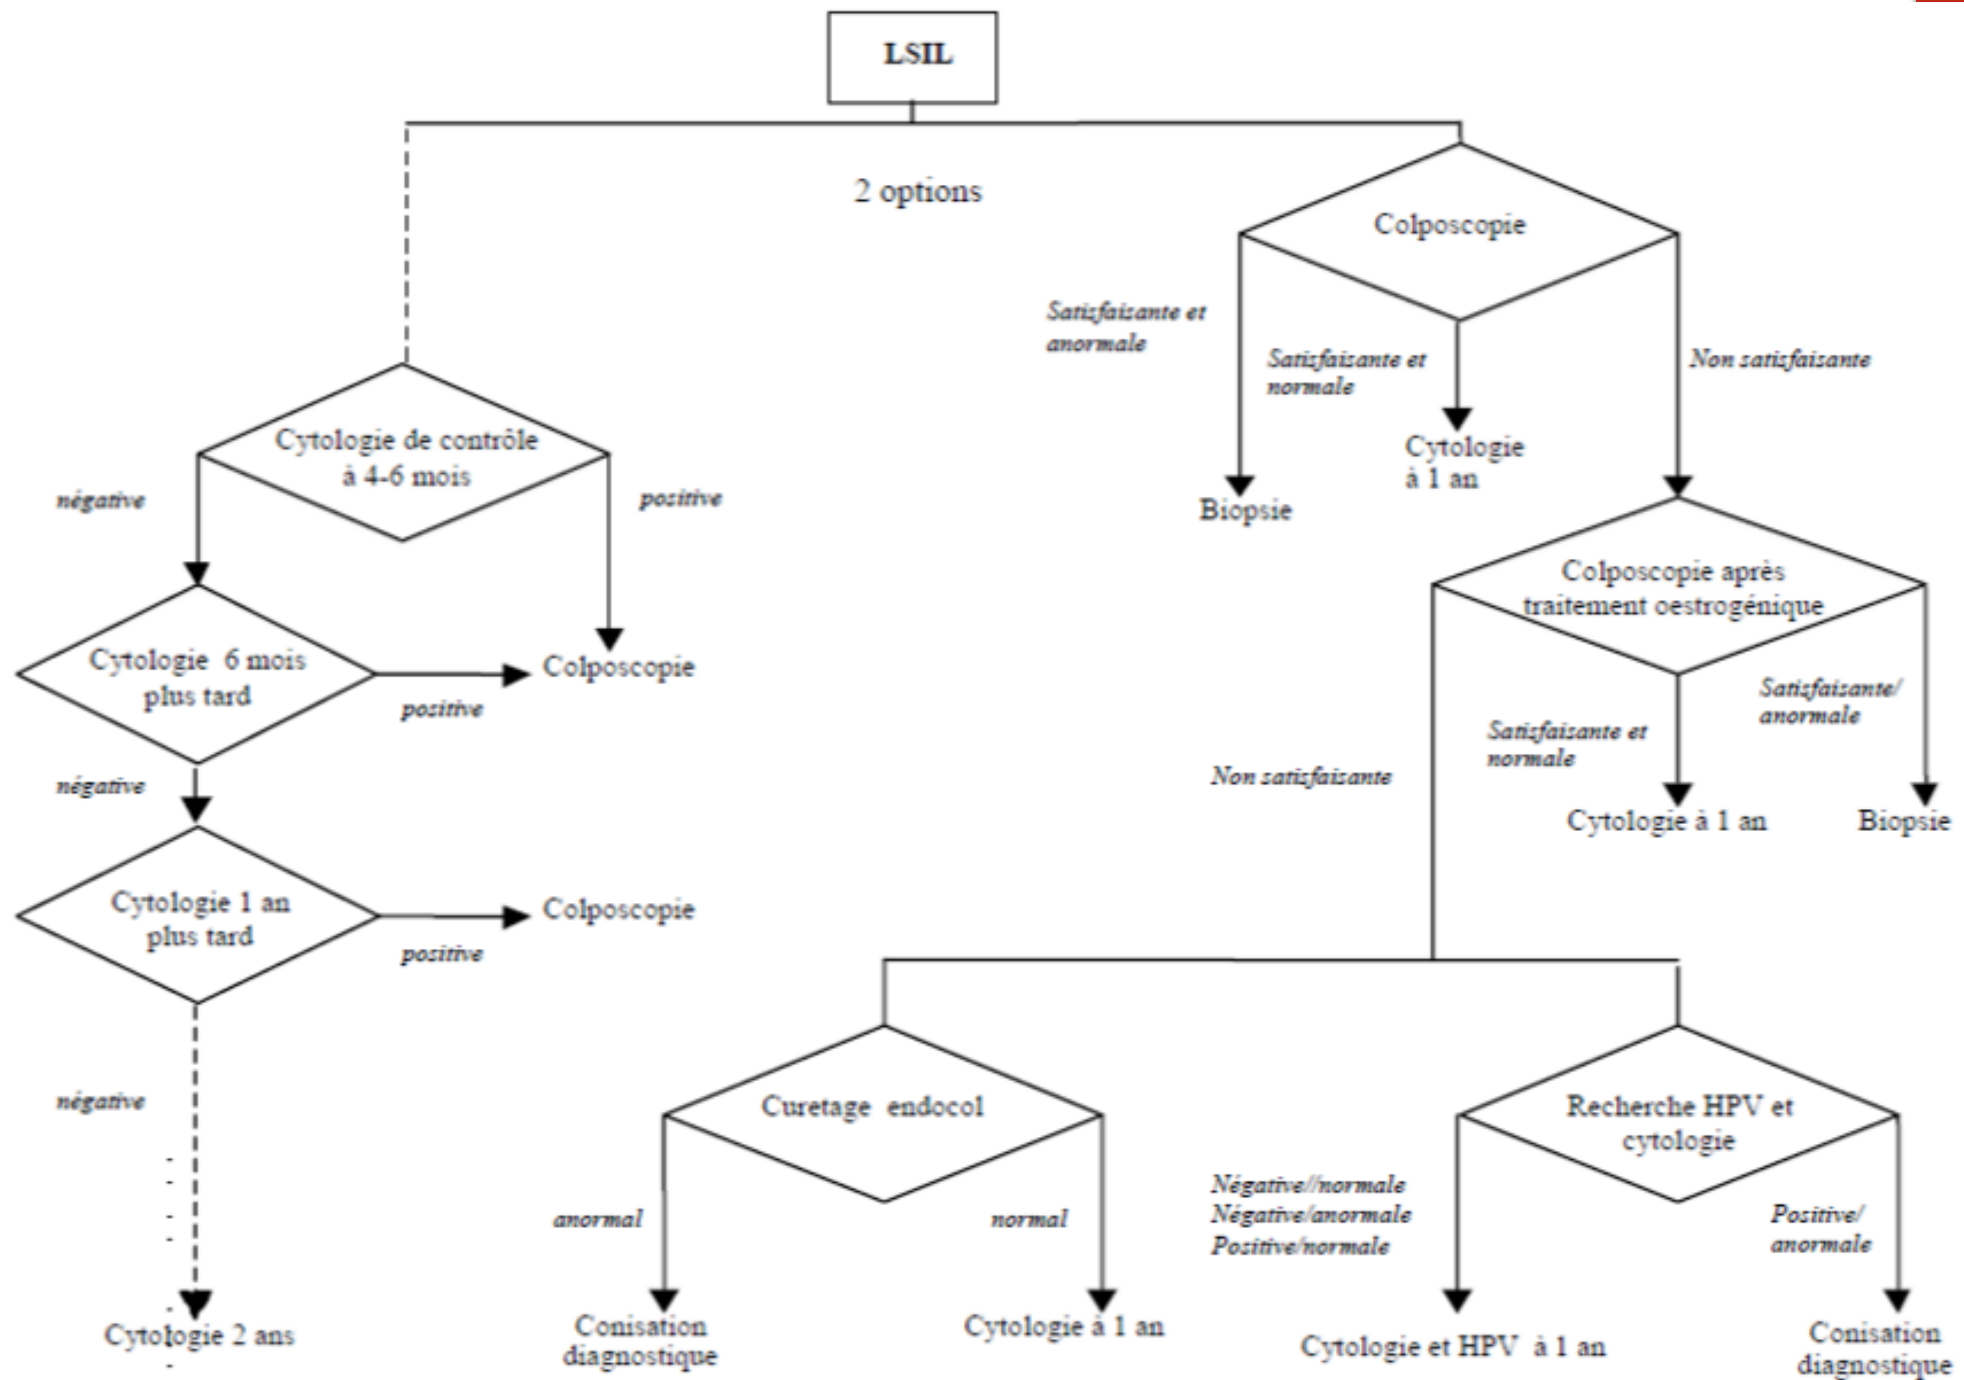 LSIL
2 options
Colposcopie
Satisfaisante et
anormale
Satisfaisante et
normale
Non satisfaisante
Cytologie
à 1 an
Biopsie
Cytologie de contrôle
à 4-6 mois
négative
positive
Cytologie 6 mois
plus tard
positive
Colposcopie
négative
Cytologie 1 an
plus tard
positive
Colposcopie
négative
Cytologie 2 ans
Colposcopie après
traitement oestrogénique
Non satisfaisante
Satisfaisante et
normale
Satisfaisante/
anormale
Cytologie à 1 an
Biopsie
Curetage endocol
anormal
normal
Conisation
diagnostique
Cytologie à 1 an
Recherche HPV et
cytologie
Négative//normale
Négative/anormale
Positive/normale
Positive/
anormale
Cytologie et HPV à 1 an
Conisation
diagnostique